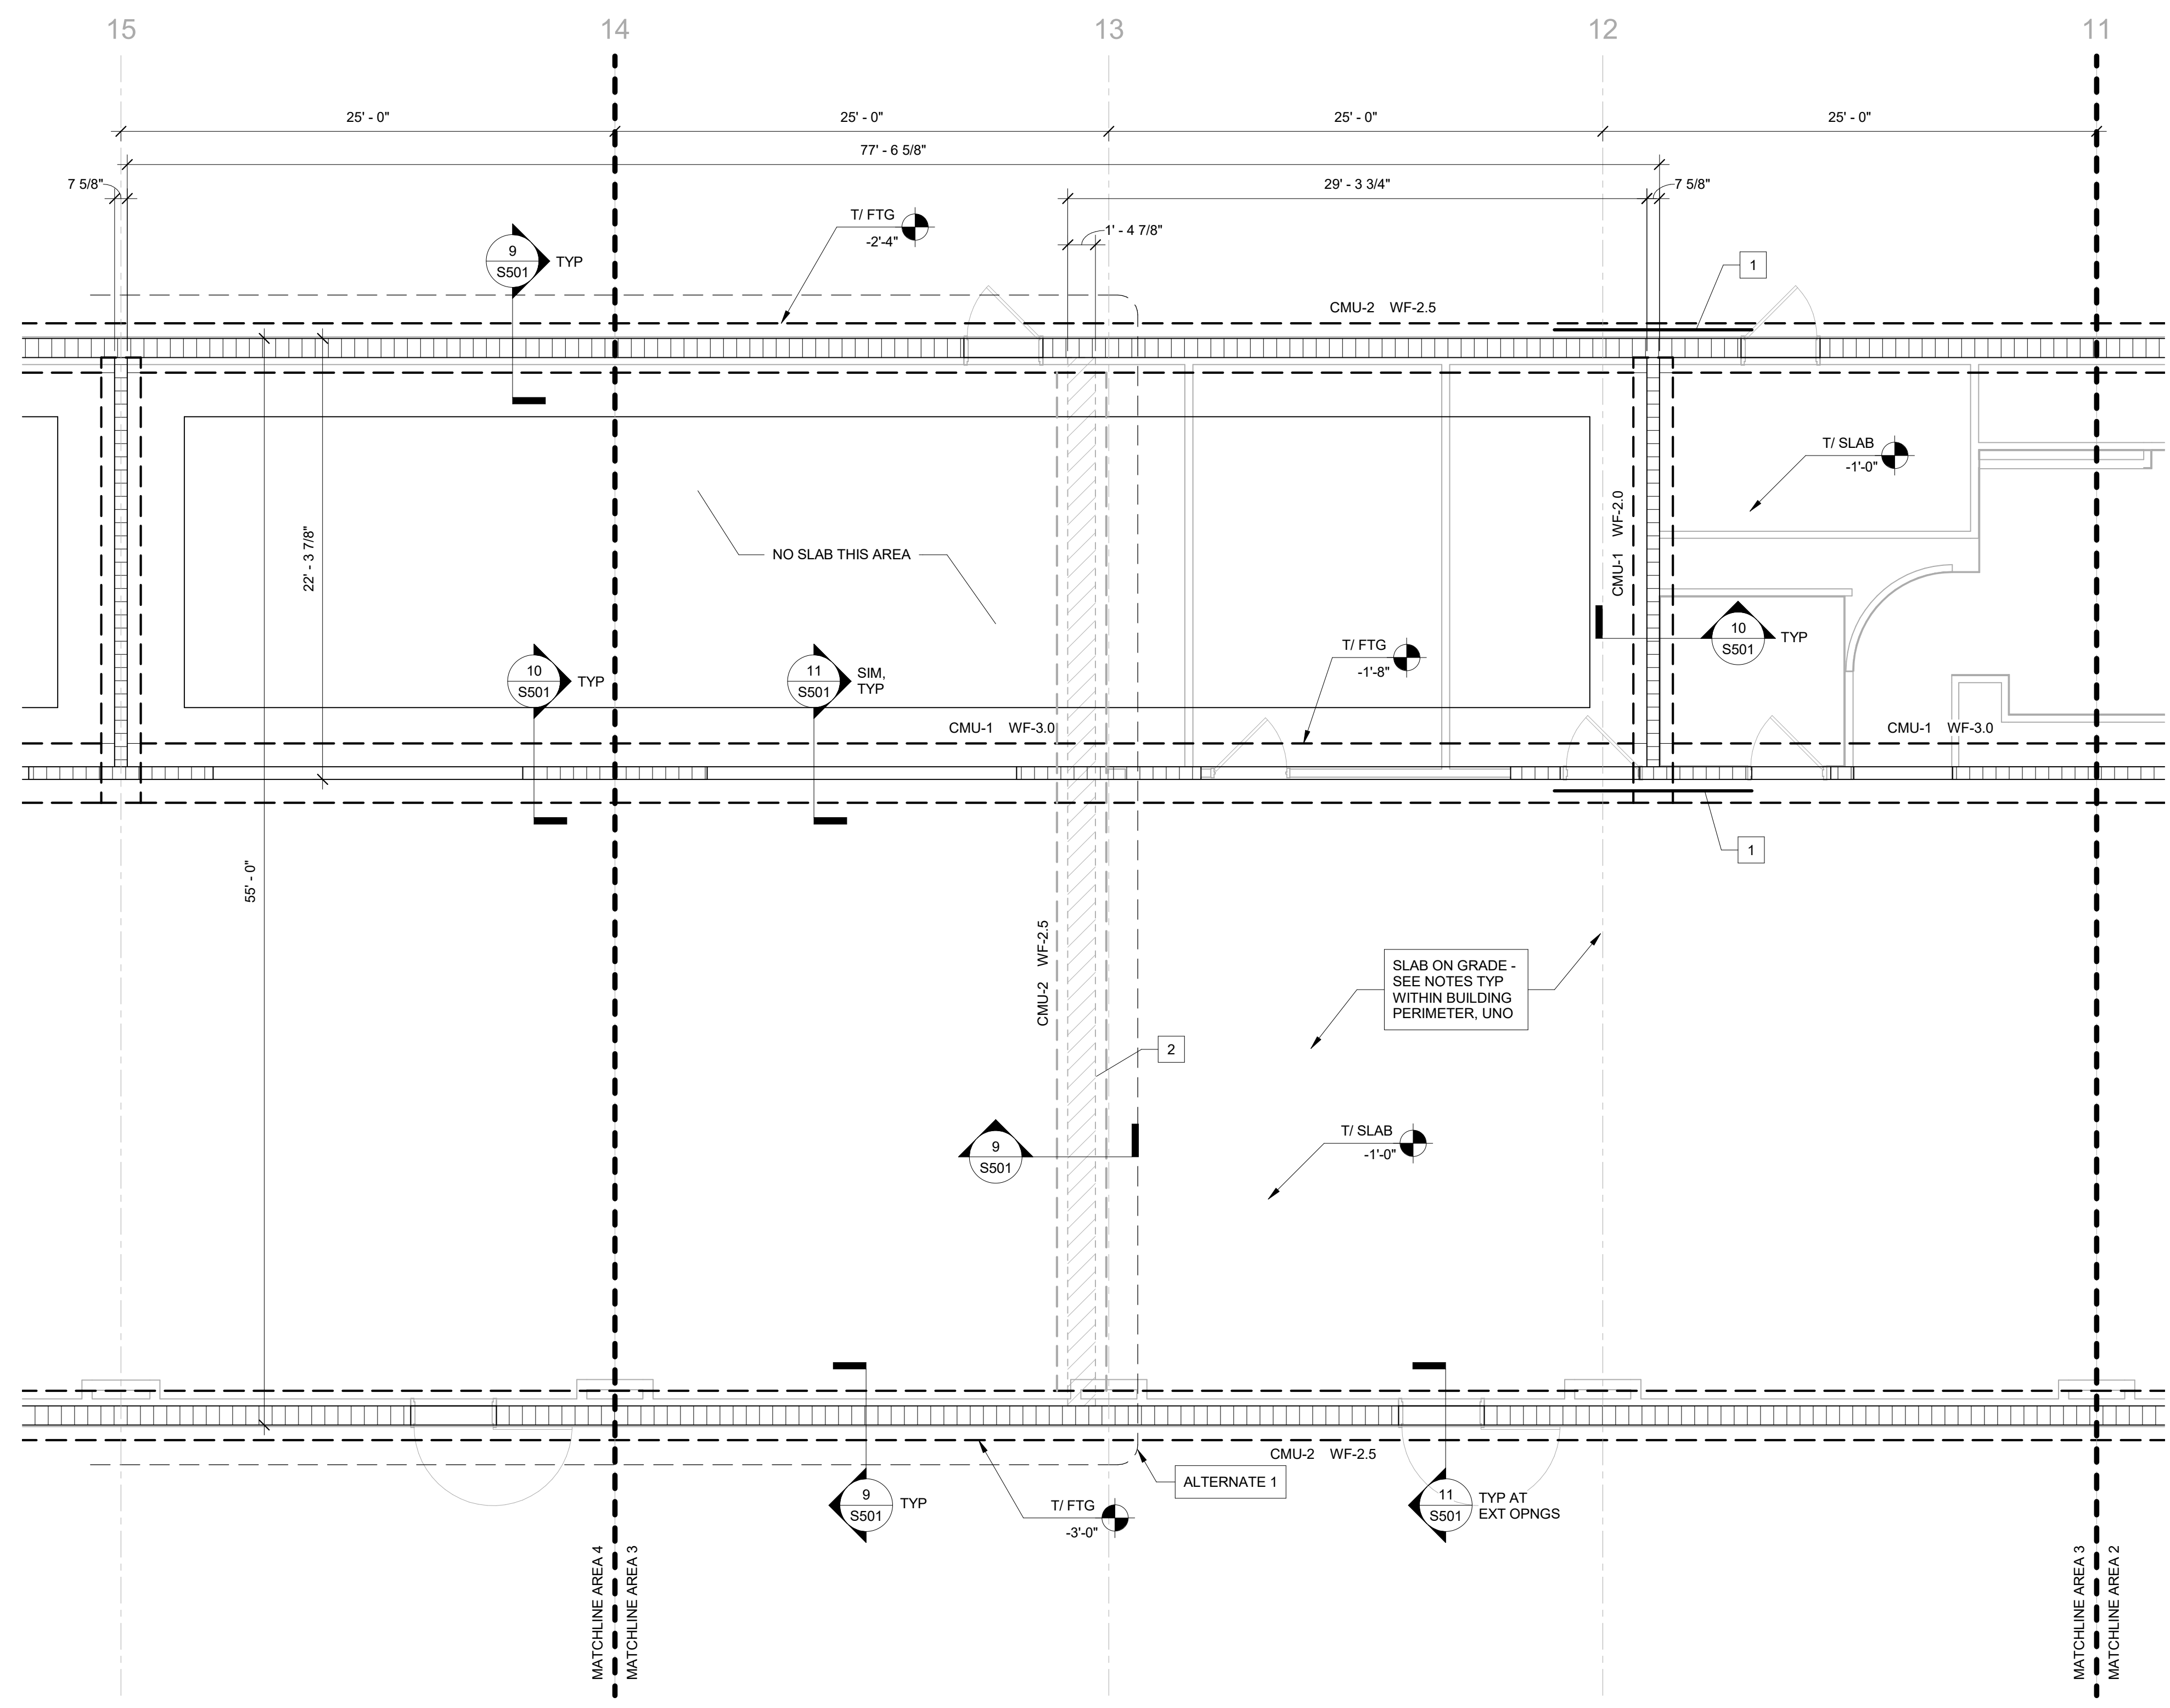 15
14
13
12
11
25' - 0"
25' - 0"
25' - 0"
25' - 0"
77' - 6 5/8"
7 5/8"
29' - 3 3/4"
7 5/8"
T/ FTG
-2'-4"
1' - 4 7/8"
9
S501
TYP
1
CMU-2 WF-2.5
T/ SLAB
-1'-0"
22' - 3 7/8"
NO SLAB THIS AREA
CMU-1 WF-2.0
10
S501
TYP
T/ FTG
-1'-8"
10
S501
TYP
11
S501
SIM,
TYP
CMU-1 WF-3.0
CMU-1 WF-3.0
1
55' - 0"
CMU-2 WF-2.5
SLAB ON GRADE -
SEE NOTES TYP
WITHIN BUILDING
PERIMETER, UNO
2
T/ SLAB
-1'-0"
9
S501
CMU-2 WF-2.5
ALTERNATE 1
9
S501
TYP
T/ FTG
-3'-0"
11
S501
TYP AT
EXT OPNGS
MATCHLINE AREA 4
MATCHLINE AREA 3
MATCHLINE AREA 3
MATCHLINE AREA 2